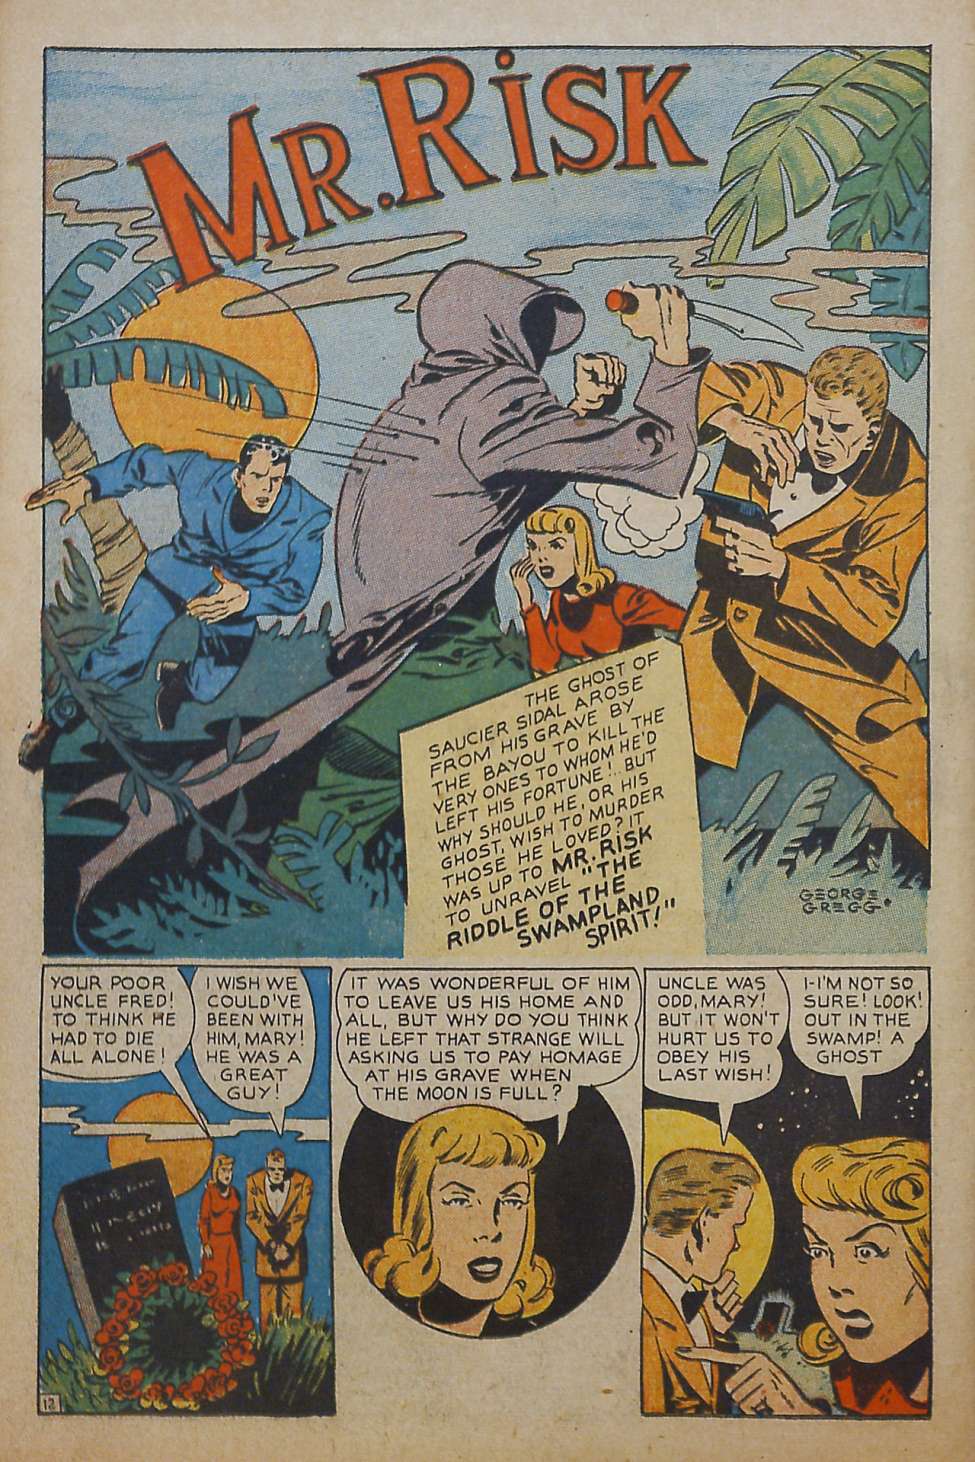 MR. RISK
THE GHOST OF
SAUCIER SIDAL AROSE
FROM HIS GRAVE BY
THE BAYOU TO KILL THE
VERY ONES TO WHOM HE'D
LEFT HIS FORTUNE!.. BUT
WHY SHOULD HE, OR HIS
GHOST, WISH TO MURDER
THOSE HE LOVED? IT
WAS UP TO MR. RISK
TO UNRAVEL "THE
RIDDLE OF THE
SWAMPLAND
SPIRIT!"
GEORGE
GREGG.
YOUR POOR
UNCLE FRED!
TO THINK HE
HAD TO DIE
ALL ALONE!
I WISH WE
COULD'VE
BEEN WITH
HIM, MARY!
HE WAS A
GREAT
GUY!
12
IT WAS WONDERFUL OF HIM
TO LEAVE US HIS HOME AND
ALL, BUT WHY DO YOU THINK
HE LEFT THAT STRANGE WILL
ASKING US TO PAY HOMAGE
AT HIS GRAVE WHEN
THE MOON IS FULL?
UNCLE WAS
ODD, MARY!
BUT IT WON'T
HURT US TO
OBEY HIS
LAST WISH!
I-I'M NOT SO
SURE! LOOK!
OUT IN THE
SWAMP! A
GHOST